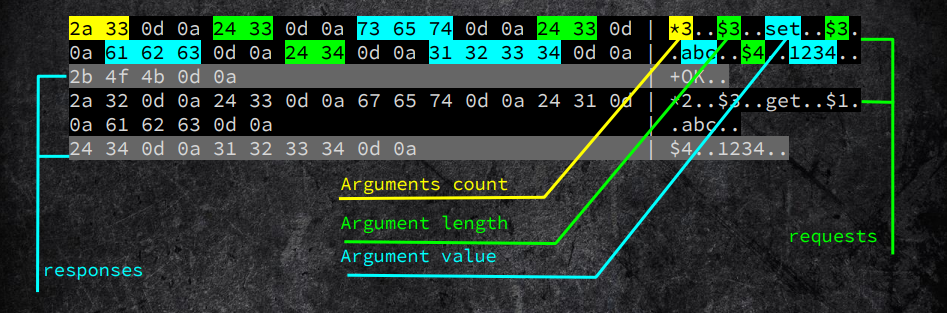 2a 33 0d 0a 24 33 0d 0a 73 65 74 0d 0a 24 33 0d | *3..$3..set..$3.
0a 61 62 63 0d 0a 24 34 0d 0a 31 32 33 34 0d 0a | .abc..$4..1234..
2b 4f 4b 0d 0a | +OK..
2a 32 0d 0a 24 33 0d 0a 67 65 74 0d 0a 24 31 0d | *2..$3..get..$1.
0a 61 62 63 0d 0a | .abc..
24 34 0d 0a 31 32 33 34 0d 0a | $4..1234..
Arguments count
Argument length
requests
Argument value
responses